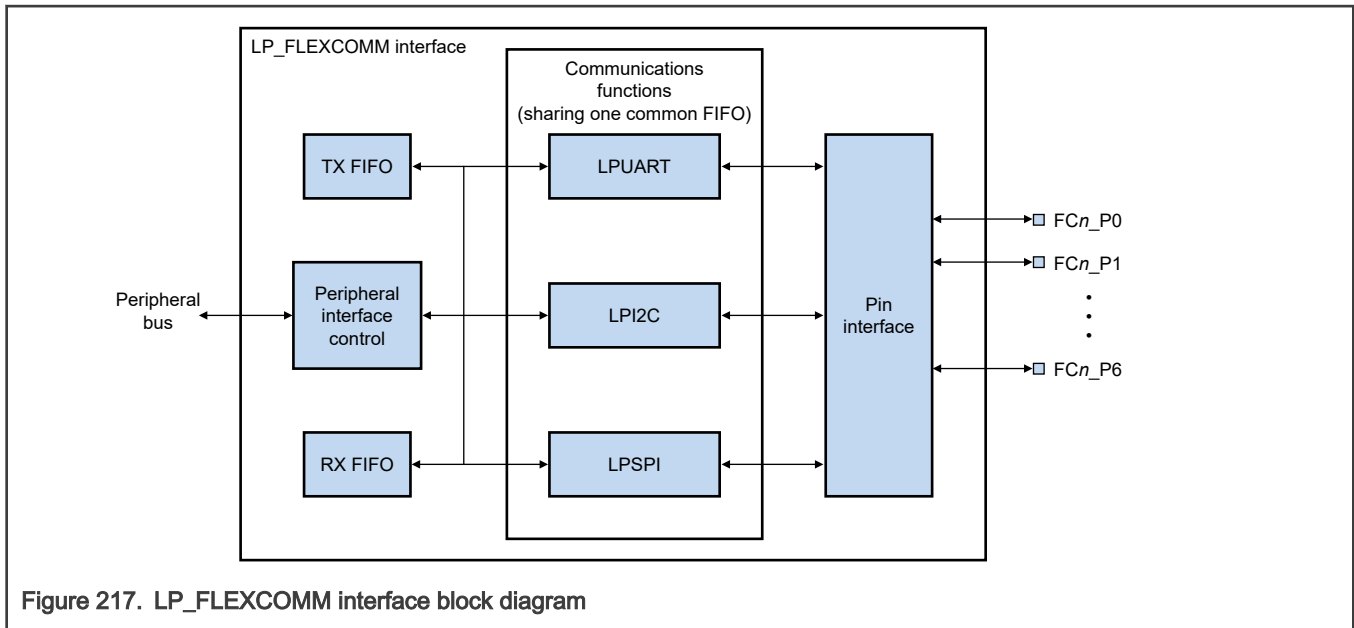 LP_FLEXCOMM interface
Communications
functions
(sharing one common FIFO)
TX FIFO
LPUART
FCn_P0
FCn_P1
Peripheral
bus
Peripheral
interface
control
LPI2C
Pin
interface
FCn_P6
RX FIFO
LPSPI
Figure 217. LP_FLEXCOMM interface block diagram